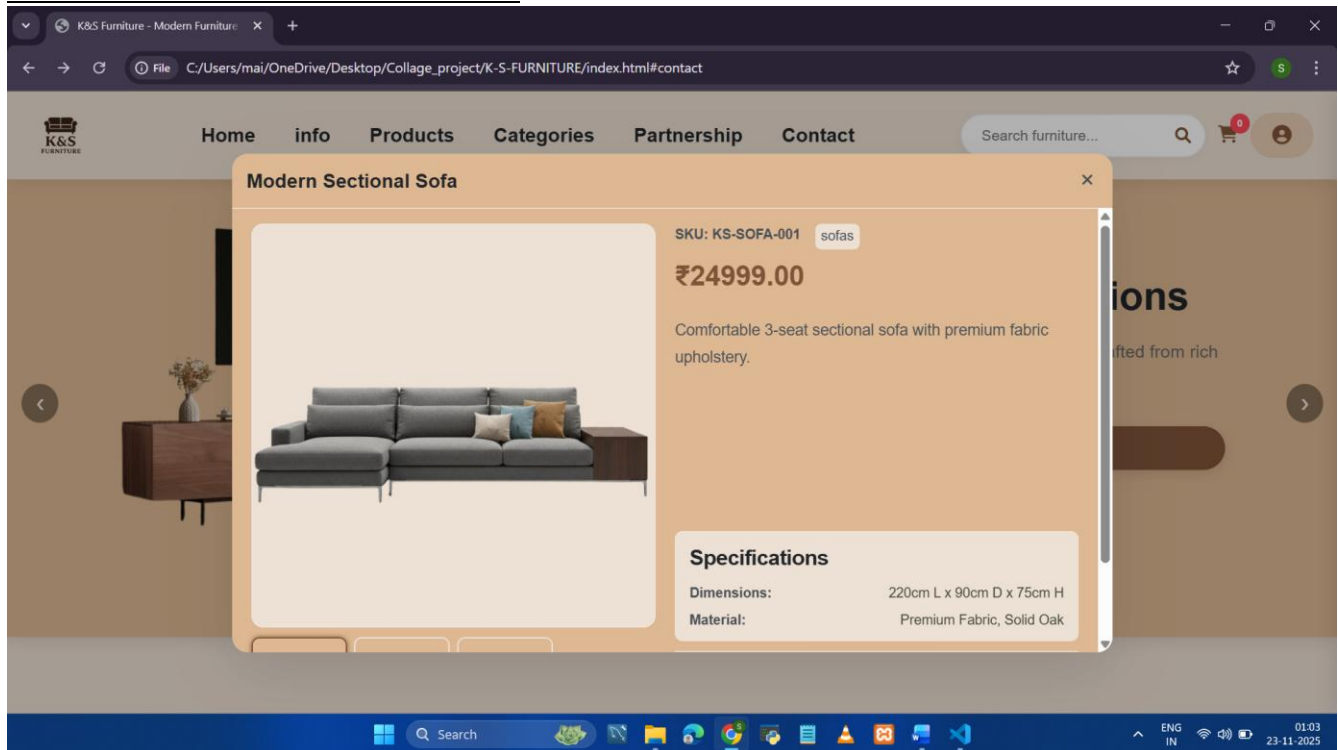 K&S Furniture - Modern Furniture
File C:/Users/mai/OneDrive/Desktop/Collage_project/K-S-FURNITURE/index.html#contact
S
K&S
FURNITURE
Home info Products Categories Partnership Contact
Search furniture...
0
Modern Sectional Sofa
SKU: KS-SOFA-001 sofas
₹24999.00
Comfortable 3-seat sectional sofa with premium fabric
upholstery.
ions
fted from rich
Specifications
Dimensions: 220cm L x 90cm D x 75cm H
Material: Premium Fabric, Solid Oak
Search
ENG
IN
01:03
23-11-2025